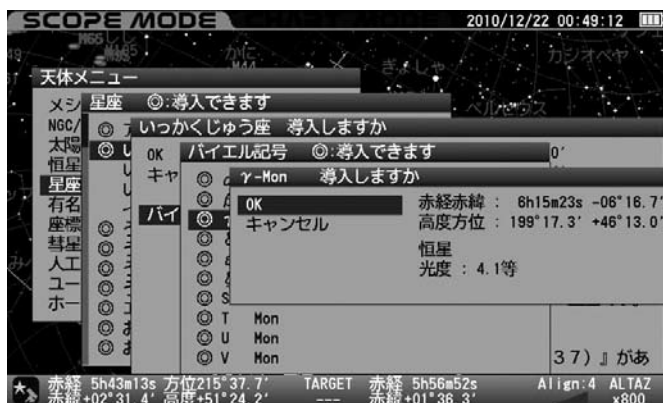 SCOPE MODE
2010/12/22 00:49:12
M65
かに
M44
ぎょしゃ
カシオペヤ
ペルセウス
天体メニュー
星座 ◎:導入できます
いっかくじゅう座 導入しますか
バイエル記号 ◎:導入できます
γ-Mon 導入しますか
OK
キャンセル
赤経赤緯 : 6h15m23s -06°16.7'
高度方位 : 199°17.3' +46°13.0'
恒星
光度 : 4.1等
メシ
NGC/
太陽
恒星
星座
有名
座標
彗星
人工
ユー
ホー
OK
キャ
バイ
◎ T Mon
◎ U Mon
◎ V Mon
37)』があ
赤経 5h43m13s 方位215°37.7' TARGET 赤経 5h56m52s Align:4 ALTAZ
赤緯+02°31.4' 高度+51°24.2' --- 赤緯+01°36.3' x800